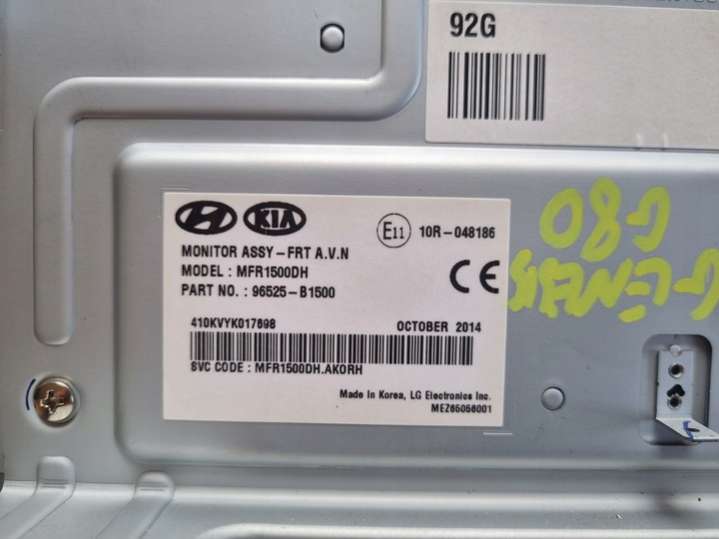 92G
KIA
E11 10R-048186
MONITOR ASSY-FRT A.V.N
MODEL : MFR1500DH
PART NO. : 96525-B1500
CE
410KVYK017698 OCTOBER 2014
SVC CODE : MFR1500DH.AKORH
Made in Korea, LG Electronics Inc.
MEZ65056001
G80
GENESIS